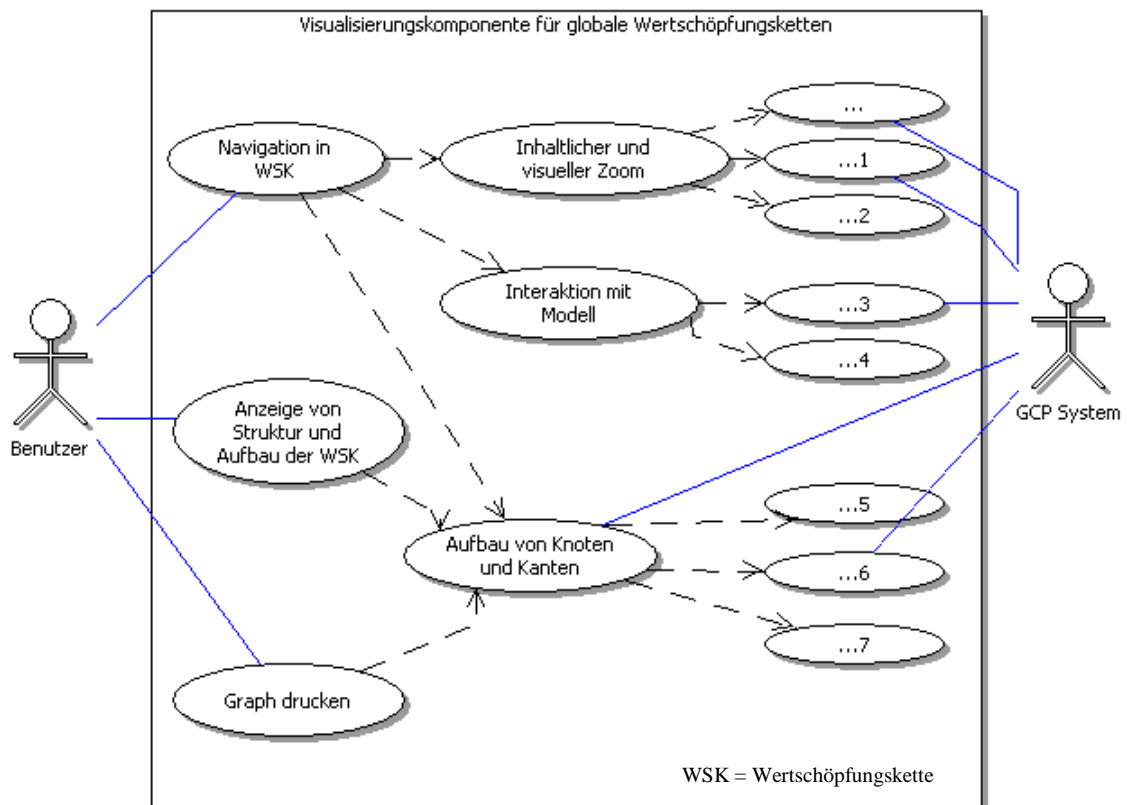 Visualisierungskomponente für globale Wertschöpfungsketten
Navigation in
WSK
Inhaltlicher und
visueller Zoom
...
...1
...2
Interaktion mit
Modell
...3
...4
Benutzer
GCP System
Anzeige von
Struktur und
Aufbau der WSK
Aufbau von Knoten
und Kanten
...5
...6
...7
Graph drucken
WSK = Wertschöpfungskette